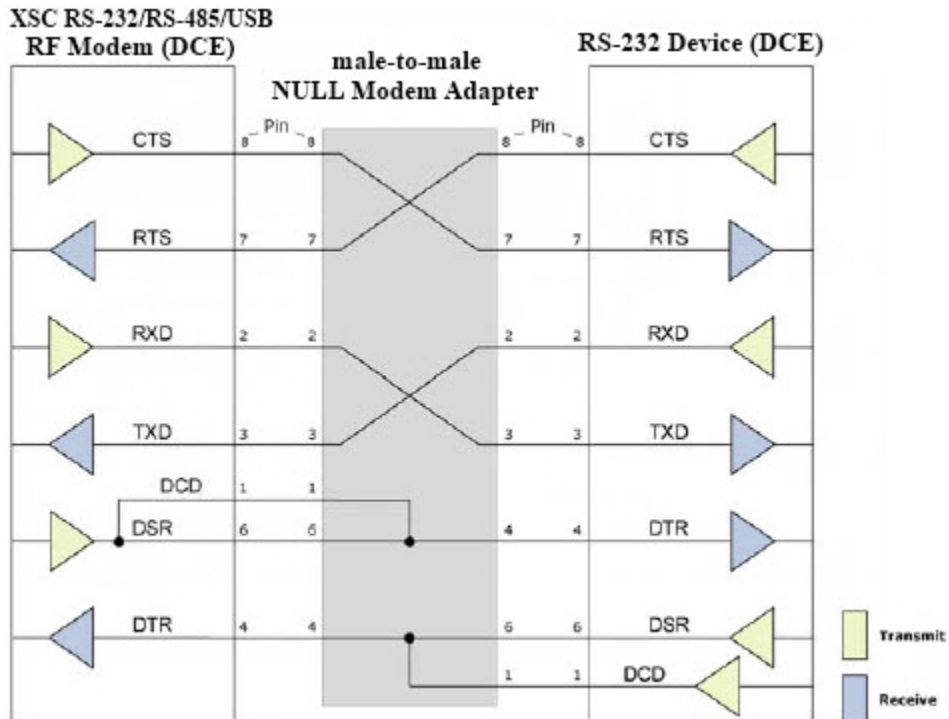 XSC RS-232/RS-485/USB
RF Modem (DCE)
male-to-male
NULL Modem Adapter
RS-232 Device (DCE)
CTS 8 Pin 8 8 Pin 8 CTS
RTS 7 7 7 7 RTS
RXD 2 2 2 2 RXD
TXD 3 3 3 3 TXD
DCD 1 1
DSR 6 6 4 4 DTR
DTR 4 4 6 6 DSR
1 1 DCD
Transmit
Receive